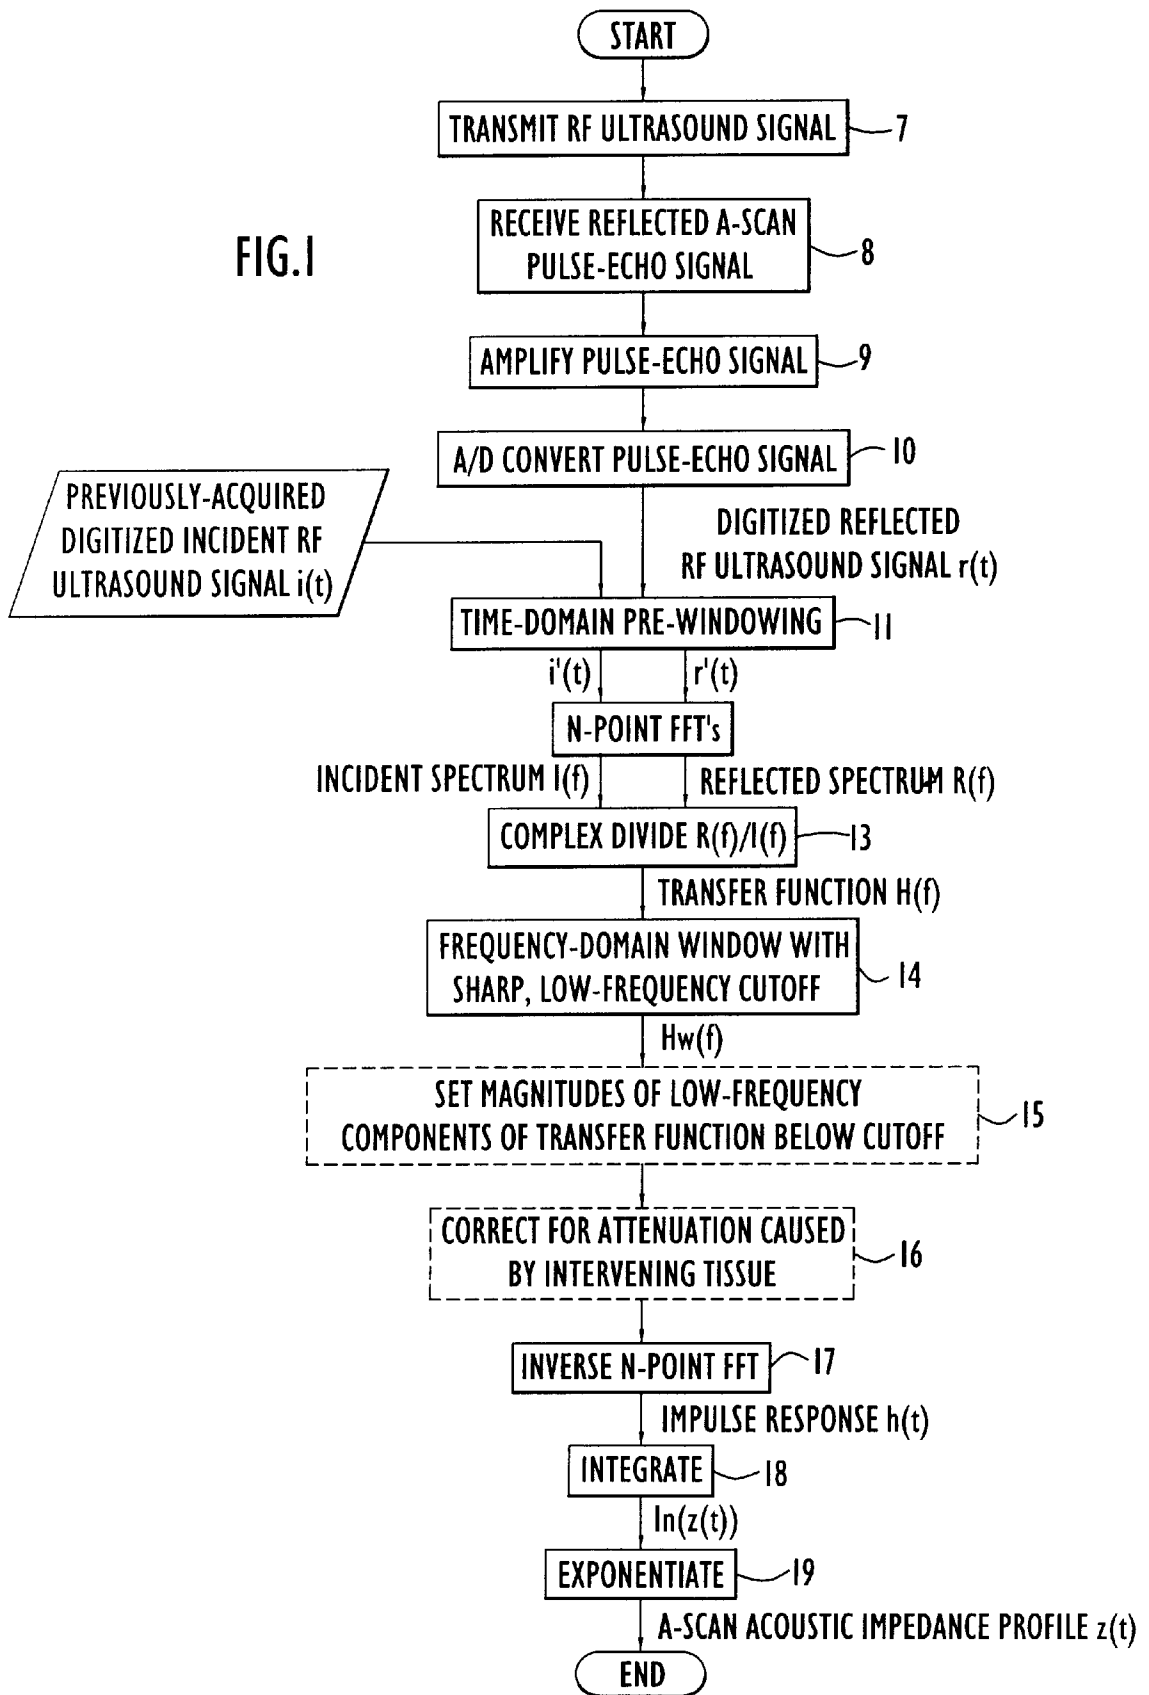 START
TRANSMIT RF ULTRASOUND SIGNAL
7
FIG.1
RECEIVE REFLECTED A-SCAN
PULSE-ECHO SIGNAL
8
AMPLIFY PULSE-ECHO SIGNAL
9
A/D CONVERT PULSE-ECHO SIGNAL
10
PREVIOUSLY-ACQUIRED
DIGITIZED INCIDENT RF
ULTRASOUND SIGNAL i(t)
DIGITIZED REFLECTED
RF ULTRASOUND SIGNAL r(t)
TIME-DOMAIN PRE-WINDOWING
11
i'(t)
r'(t)
N-POINT FFT's
INCIDENT SPECTRUM I(f)
REFLECTED SPECTRUM R(f)
COMPLEX DIVIDE R(f)/I(f)
13
TRANSFER FUNCTION H(f)
FREQUENCY-DOMAIN WINDOW WITH
SHARP, LOW-FREQUENCY CUTOFF
14
Hw(f)
SET MAGNITUDES OF LOW-FREQUENCY
COMPONENTS OF TRANSFER FUNCTION BELOW CUTOFF
15
CORRECT FOR ATTENUATION CAUSED
BY INTERVENING TISSUE
16
INVERSE N-POINT FFT
17
IMPULSE RESPONSE h(t)
INTEGRATE
18
ln(z(t))
EXPONENTIATE
19
A-SCAN ACOUSTIC IMPEDANCE PROFILE z(t)
END